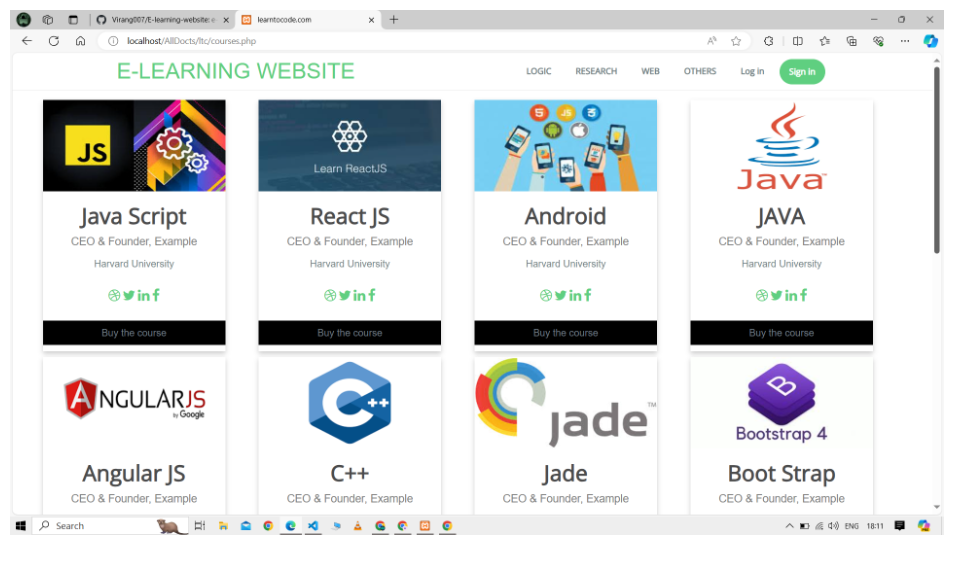 Virang007/E-learning-website: e
learntocode.com
localhost/AllDocts/ltc/courses.php
E-LEARNING WEBSITE
LOGIC RESEARCH WEB OTHERS Log in Sign in
JS
Learn ReactJS
Java
Java Script
React JS
Android
JAVA
CEO & Founder, Example
CEO & Founder, Example
CEO & Founder, Example
CEO & Founder, Example
Harvard University
Harvard University
Harvard University
Harvard University
Buy the course
Buy the course
Buy the course
Buy the course
ANGULARJS
by Google
C++
jade™
Bootstrap 4
Angular JS
C++
Jade
Boot Strap
CEO & Founder, Example
CEO & Founder, Example
CEO & Founder, Example
CEO & Founder, Example
Search
ENG 18:11